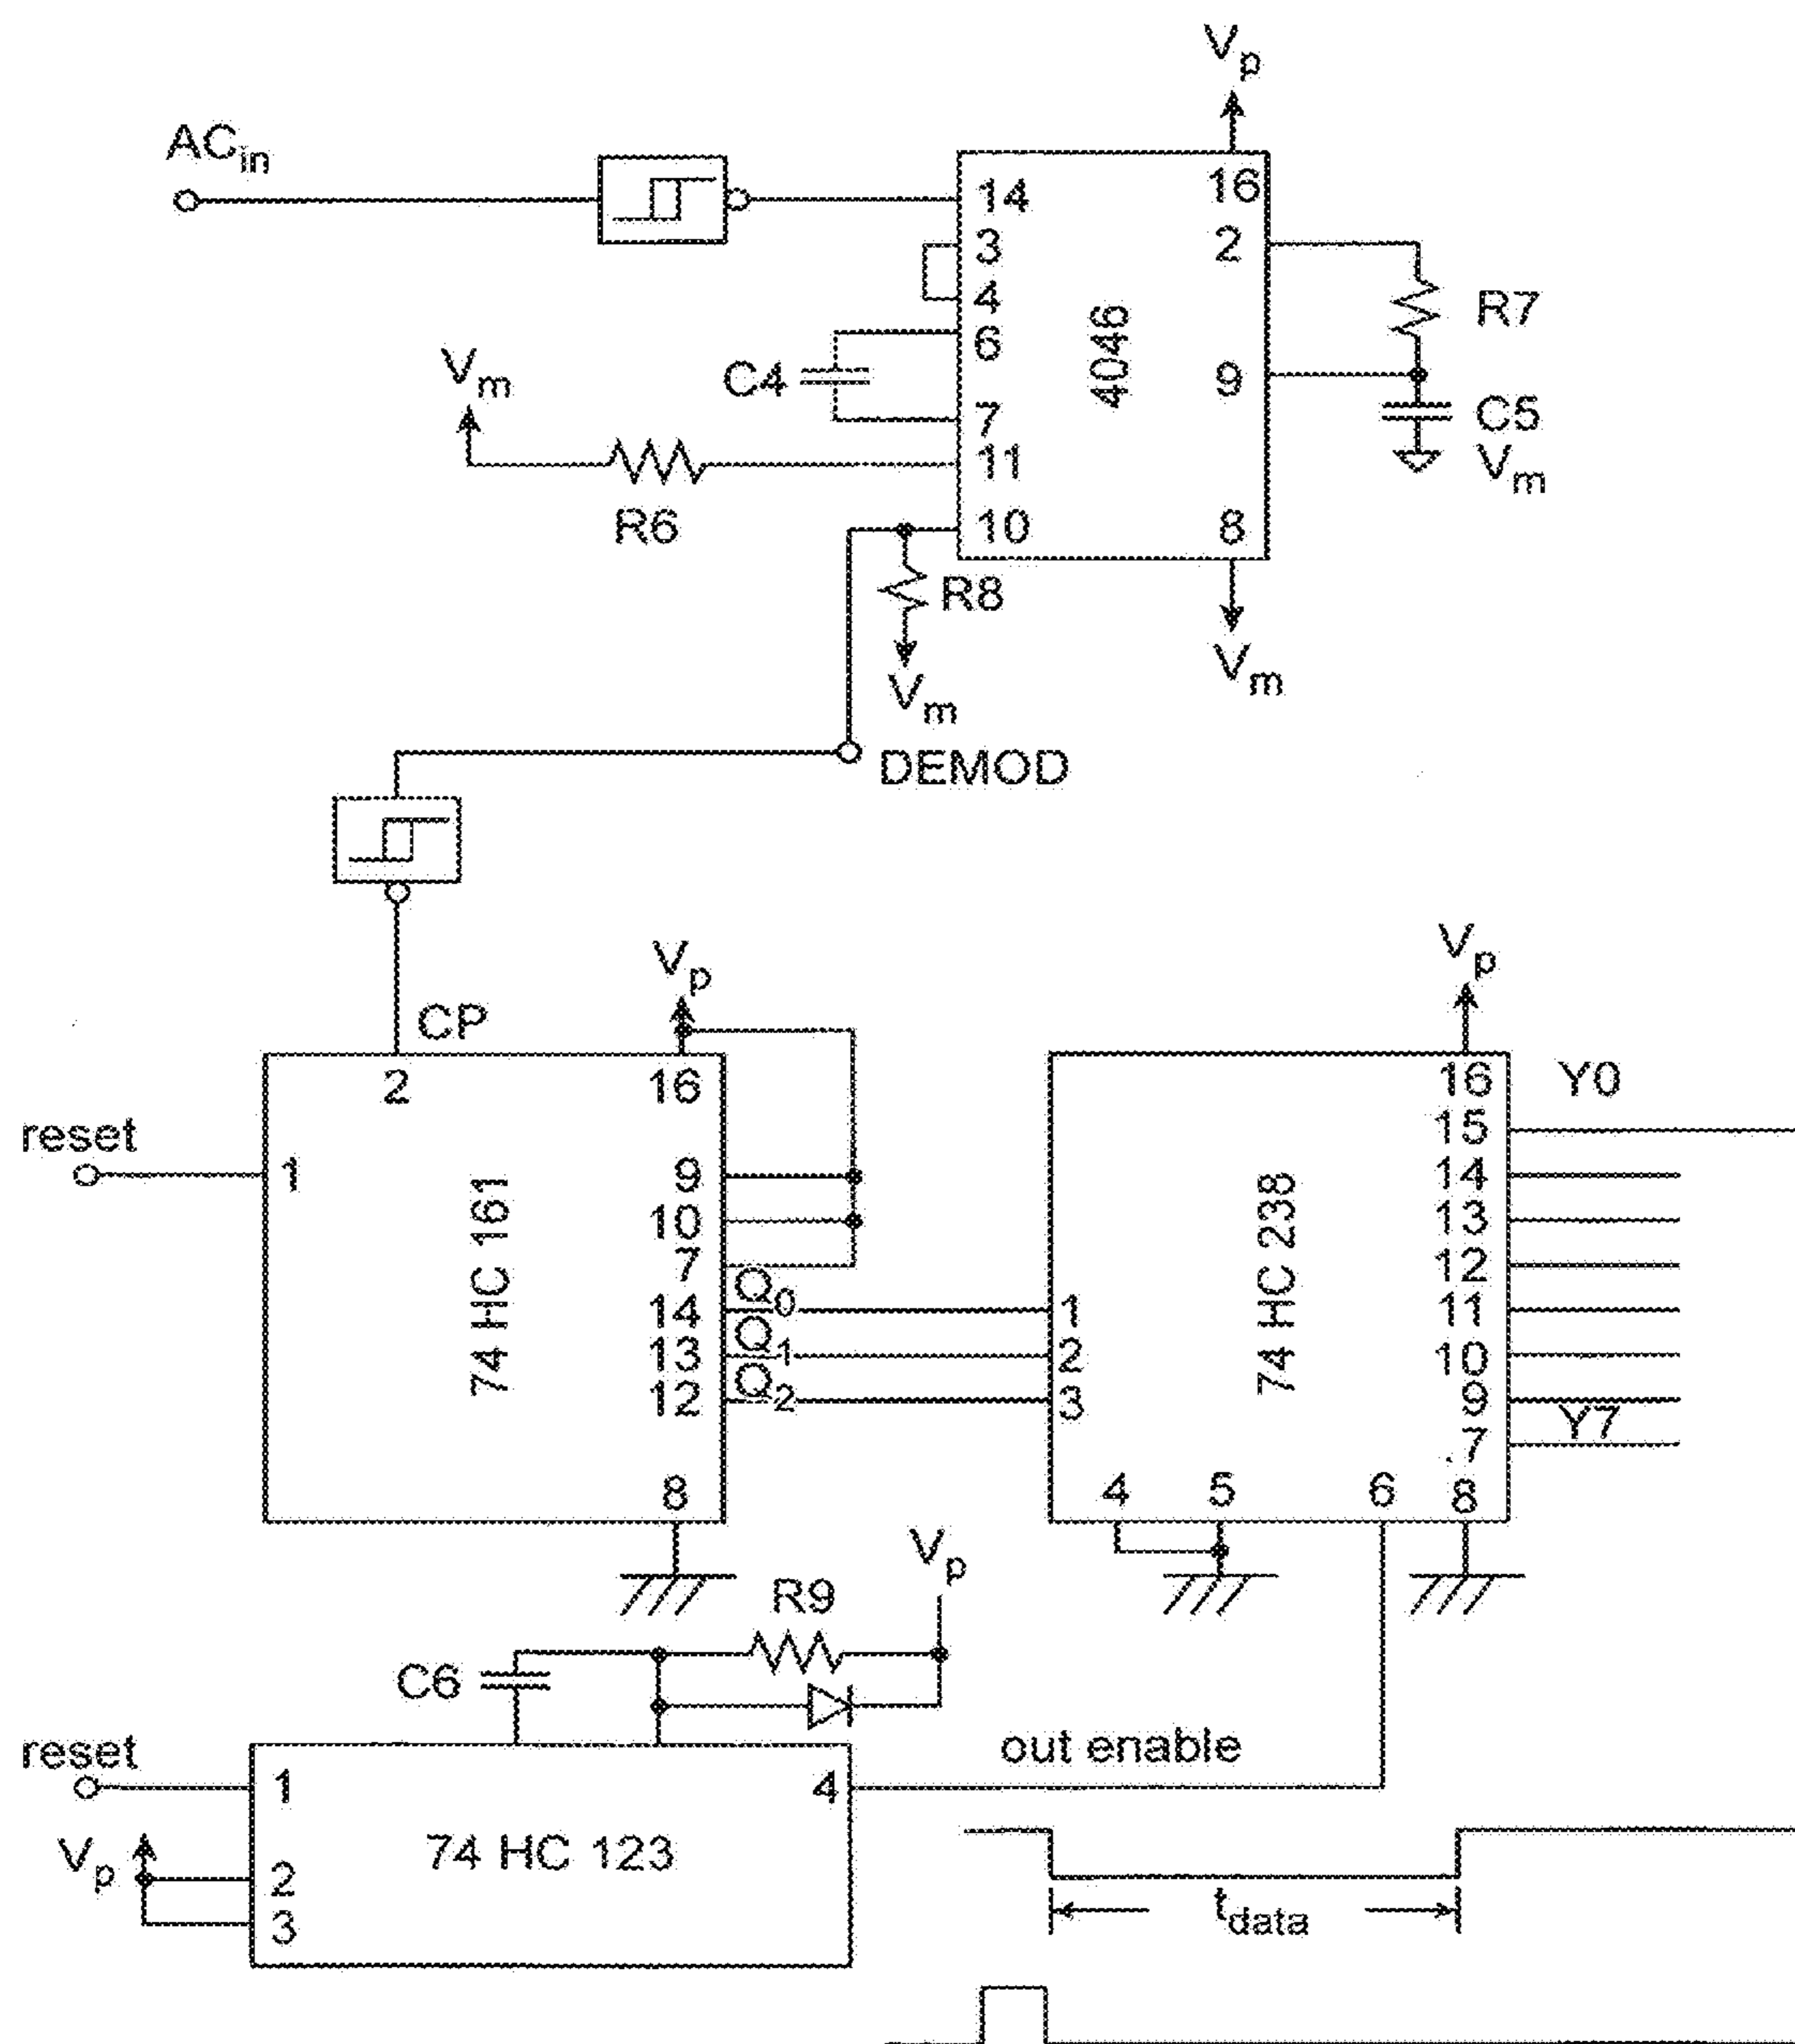 Vp
ACin
14 16
3 2
4
6
7
11
10
9
8
4046
R7
C4
Vm
C5
Vm
R6
R8
Vm
Vm
DEMOD
CP
Vp
Vp
2 16
reset
1
9
10
7
14 Q0
13 Q1
12 Q2
8
74 HC 161
16 Y0
15
14
13
12
11
10
9
Y7
7
1
2
3
4 5 6 8
74 HC 238
Vp
R9
C6
reset
1 4
out enable
74 HC 123
Vp
2
3
tdata